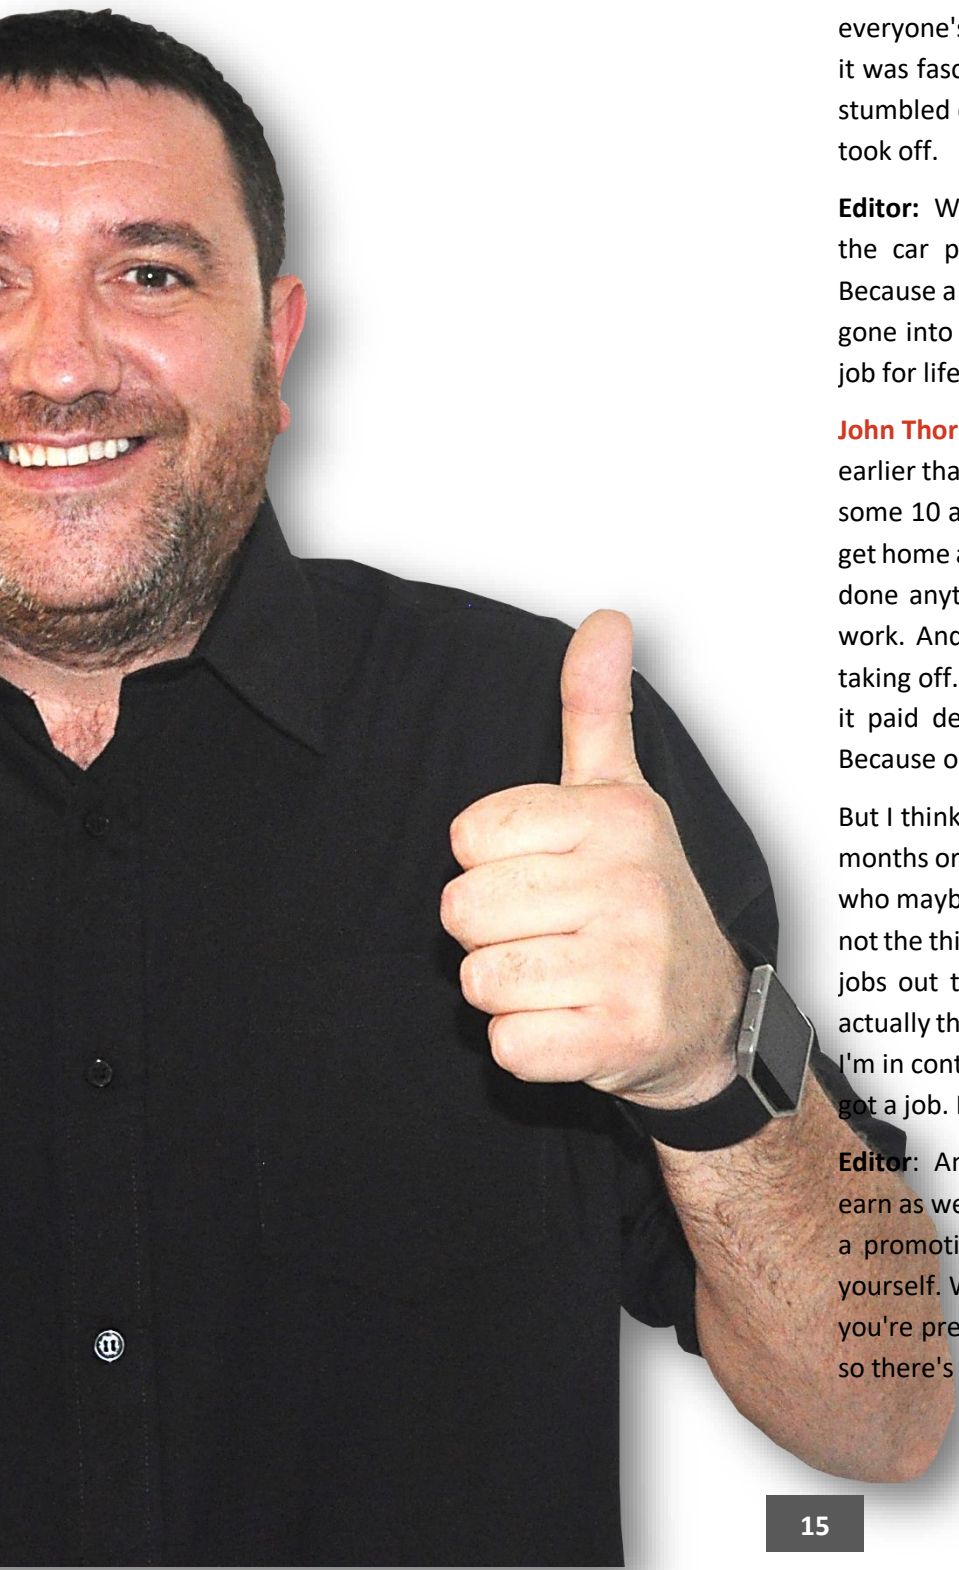 everyone's
it was fasc
stumbled
took off.
Editor: W
the car p
Because a
gone into
job for life
John Thor
earlier tha
some 10 a
get home a
done anyt
work. And
taking off.
it paid de
Because o
But I think
months or
who mayb
not the thi
jobs out t
actually th
I'm in cont
got a job.
Editor: Ar
earn as we
a promoti
yourself. W
you're pre
so there's
15